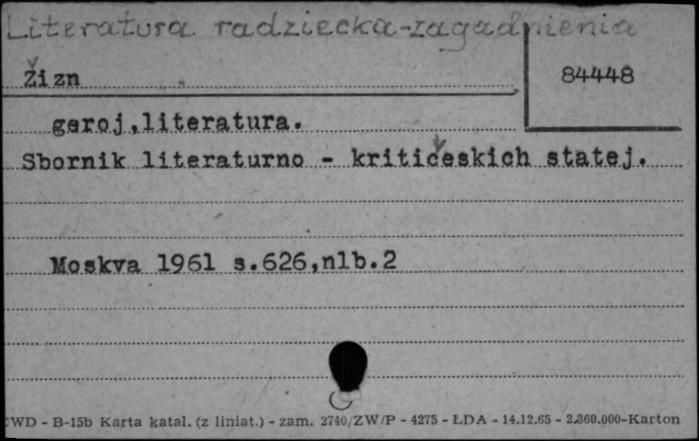 Literatura radziecka-zagadnienia
Žizn
84448
geroj,literatura.
Sbornik literaturno - kritičeskich statej.
Moskva 1961 s.626,nlb.2
CWD - B-15b Karta katal. (z liniat.) - zam. 2740/ZW/P - 4275 - ŁDA - 14.12.65 - 2.360.000-Karton